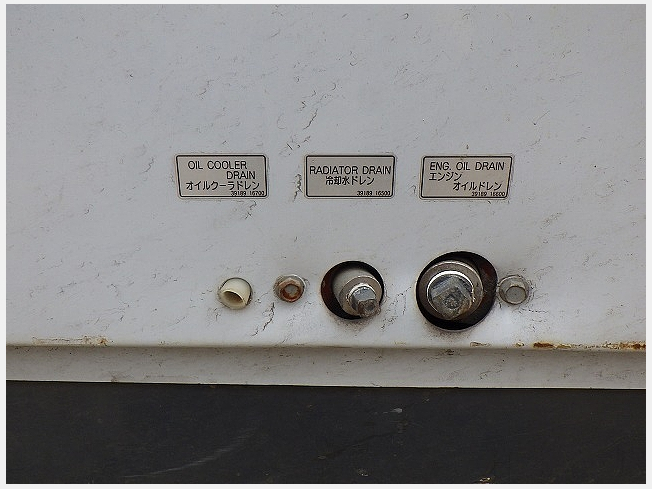 OIL COOLER
DRAIN
オイルクーラドレン
39189 16700
RADIATOR DRAIN
冷却水ドレン
39189 16500
ENG. OIL DRAIN
エンジン
オイルドレン
39189 16600